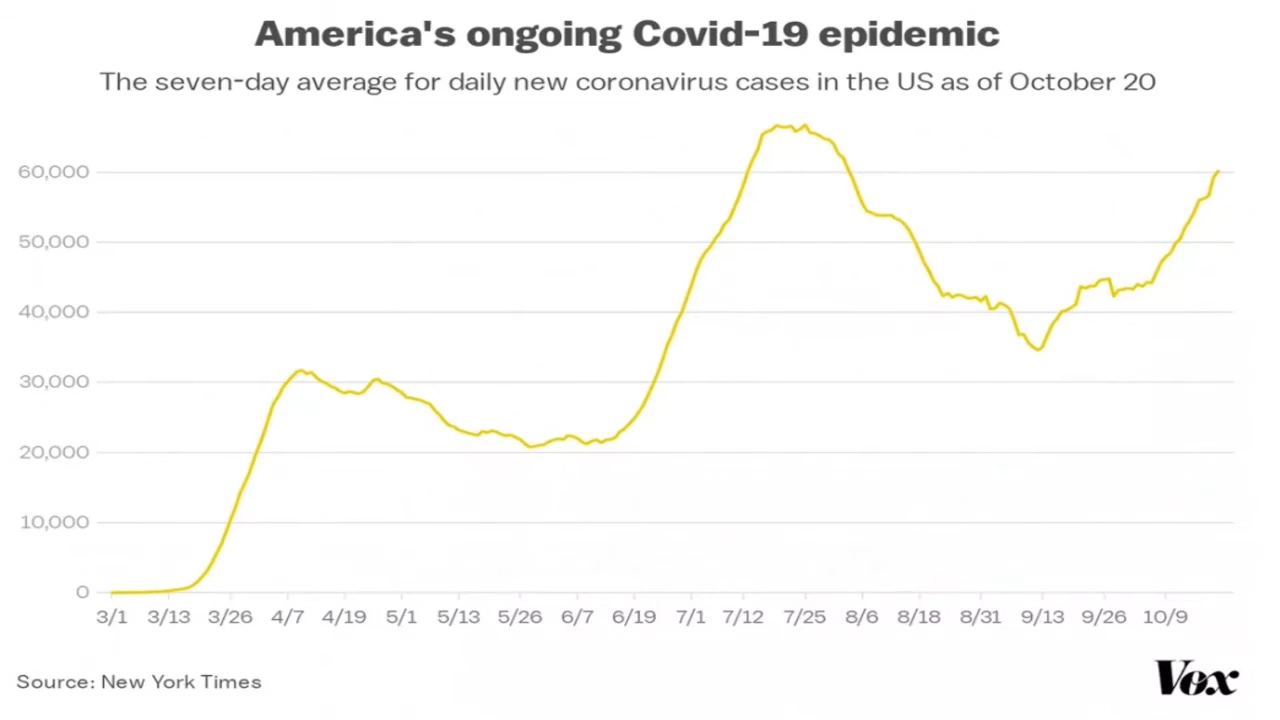 America's ongoing Covid-19 epidemic
The seven-day average for daily new coronavirus cases in the US as of October 20
60,000
50,000
40,000
30,000
20,000
10,000
0
3/1 3/13 3/26 4/7 4/19 5/1 5/13 5/26 6/7 6/19 7/1 7/12 7/25 8/6 8/18 8/31 9/13 9/26 10/9
Source: New York Times
Vox